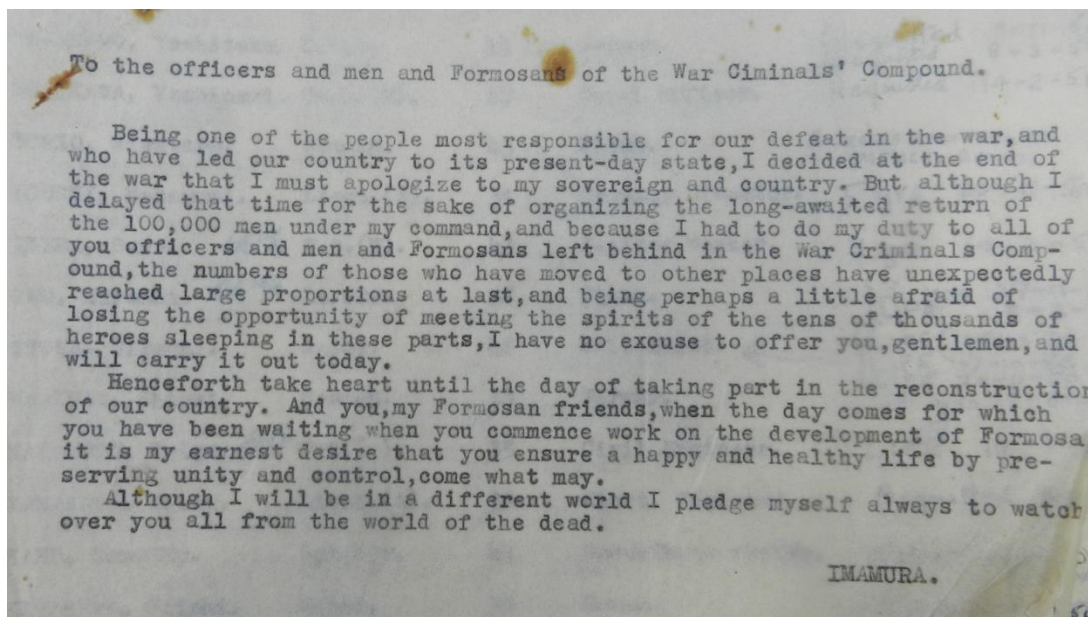 To the officers and men and Formosans of the War Ciminals' Compound.
Being one of the people most responsible for our defeat in the war,and
who have led our country to its present-day state,I decided at the end of
the war that I must apologize to my sovereign and country. But although I
delayed that time for the sake of organizing the long-awaited return of
the 100,000 men under my command,and because I had to do my duty to all of
you officers and men and Formosans left behind in the War Criminals Comp-
ound,the numbers of those who have moved to other places have unexpectedly
reached large proportions at last,and being perhaps a little afraid of
losing the opportunity of meeting the spirits of the tens of thousands of
heroes sleeping in these parts,I have no excuse to offer you,gentlemen,and
will carry it out today.
Henceforth take heart until the day of taking part in the reconstruction
of our country. And you,my Formosan friends,when the day comes for which
you have been waiting when you commence work on the development of Formosa
it is my earnest desire that you ensure a happy and healthy life by pre-
serving unity and control,come what may.
Although I will be in a different world I pledge myself always to watch
over you all from the world of the dead.
IMAMURA.